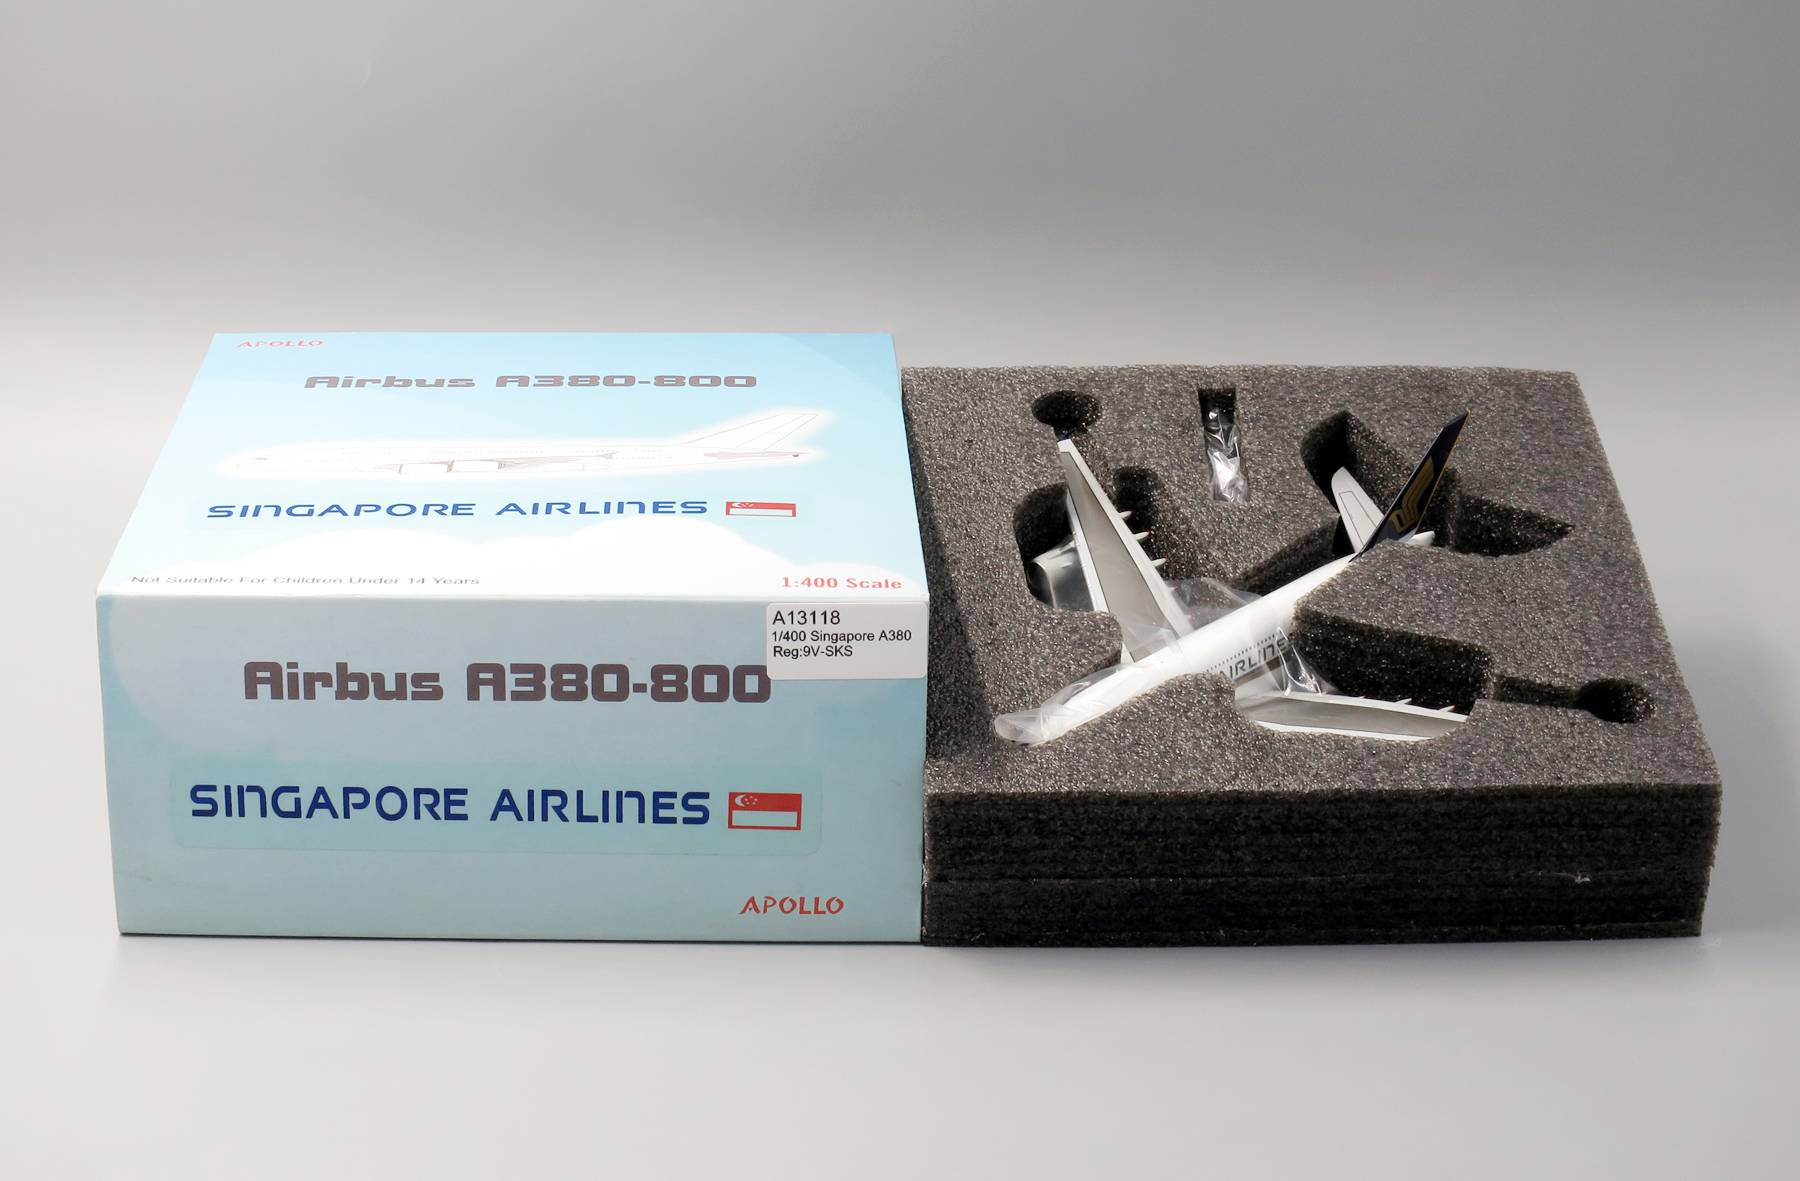 APOLLO
Airbus A380-800
SINGAPORE AIRLINES
Not Suitable For Children Under 14 Years
1:400 Scale
A13118
1/400 Singapore A380
Reg:9V-SKS
Airbus A380-800
SINGAPORE AIRLINES
APOLLO
AIRLINES